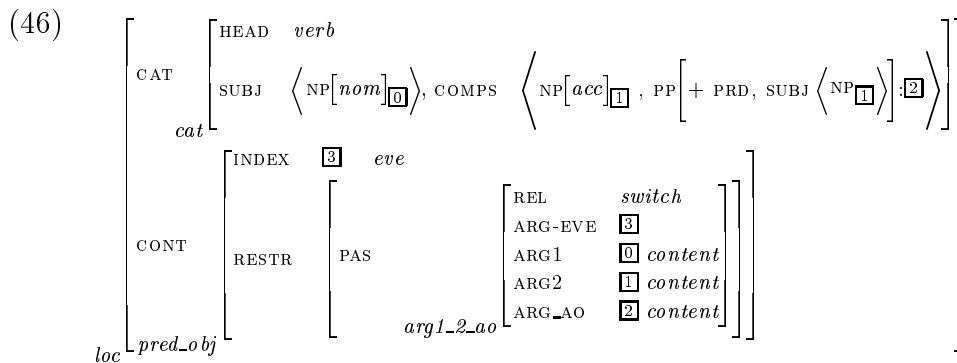 (46)
HEAD verb
CAT SUBJ ⟨NP[nom]0⟩, COMPS ⟨NP[acc]1 , PP[+ PRD, SUBJ ⟨NP1⟩]:2⟩
cat
INDEX 3 eve
REL switch
ARG-EVE 3
CONT RESTR PAS ARG1 0 content
ARG2 1 content
ARG_AO 2 content
arg1_2_ao
pred_obj
loc